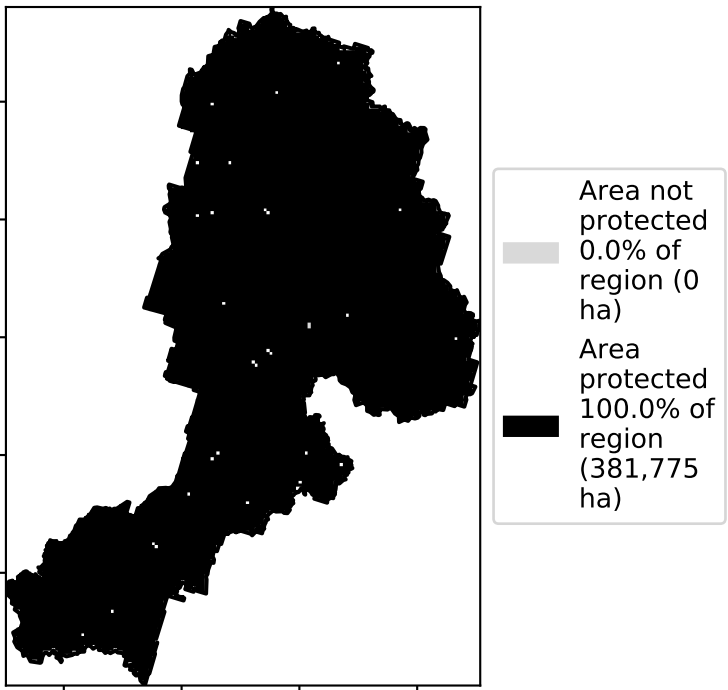 Area not
protected
0.0% of
region (0
ha)
Area
protected
100.0% of
region
(381,775
ha)